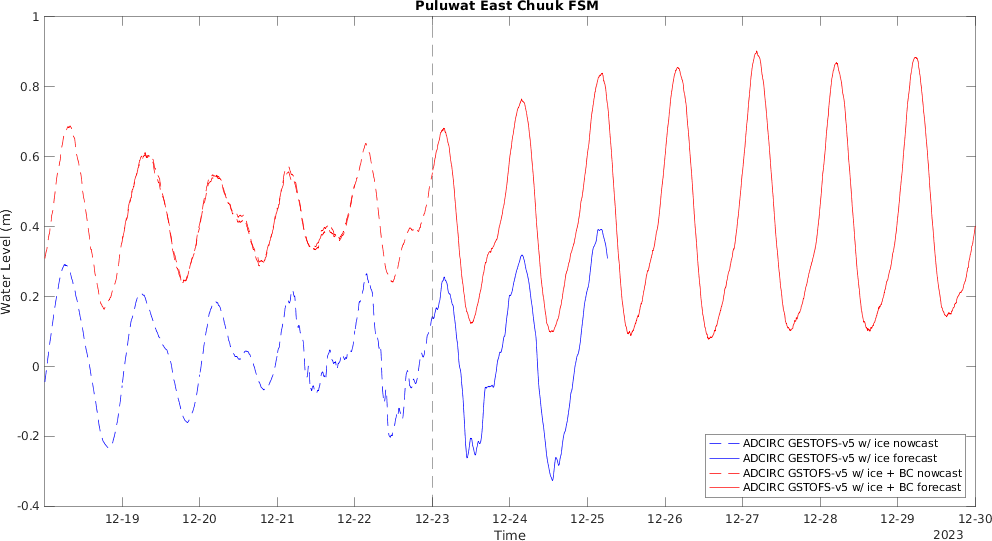 Puluwat East Chuuk FSM
Water Level (m)
1
0.8
0.6
0.4
0.2
0
-0.2
-0.4
ADCIRC GESTOFS-v5 w/ ice nowcast
ADCIRC GESTOFS-v5 w/ ice forecast
ADCIRC GSTOFS-v5 w/ ice + BC nowcast
ADCIRC GSTOFS-v5 w/ ice + BC forecast
12-19 12-20 12-21 12-22 12-23 12-24 12-25 12-26 12-27 12-28 12-29 12-30
Time
2023